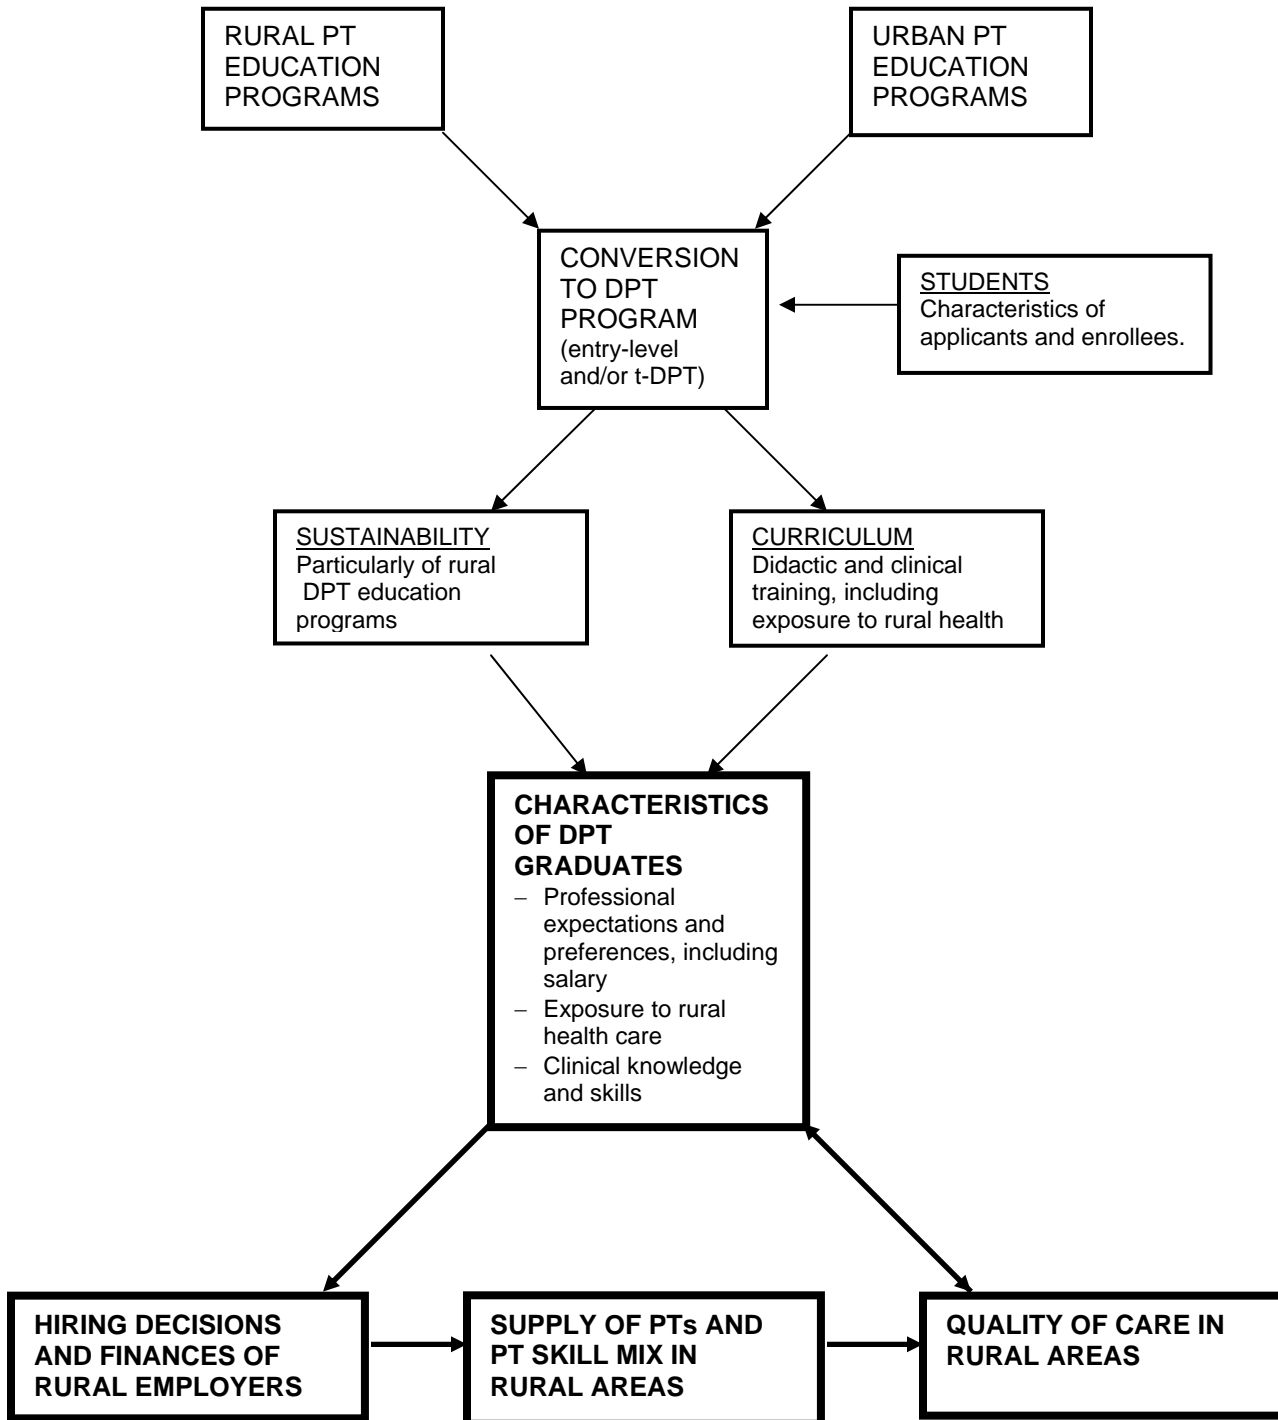 RURAL PT
EDUCATION
PROGRAMS
URBAN PT
EDUCATION
PROGRAMS
CONVERSION
TO DPT
PROGRAM
(entry-level
and/or t-DPT)
STUDENTS
Characteristics of
applicants and enrollees.
SUSTAINABILITY
Particularly of rural
DPT education
programs
CURRICULUM
Didactic and clinical
training, including
exposure to rural health
CHARACTERISTICS
OF DPT
GRADUATES
– Professional
expectations and
preferences, including
salary
– Exposure to rural
health care
– Clinical knowledge
and skills
HIRING DECISIONS
AND FINANCES OF
RURAL EMPLOYERS
SUPPLY OF PTs AND
PT SKILL MIX IN
RURAL AREAS
QUALITY OF CARE IN
RURAL AREAS